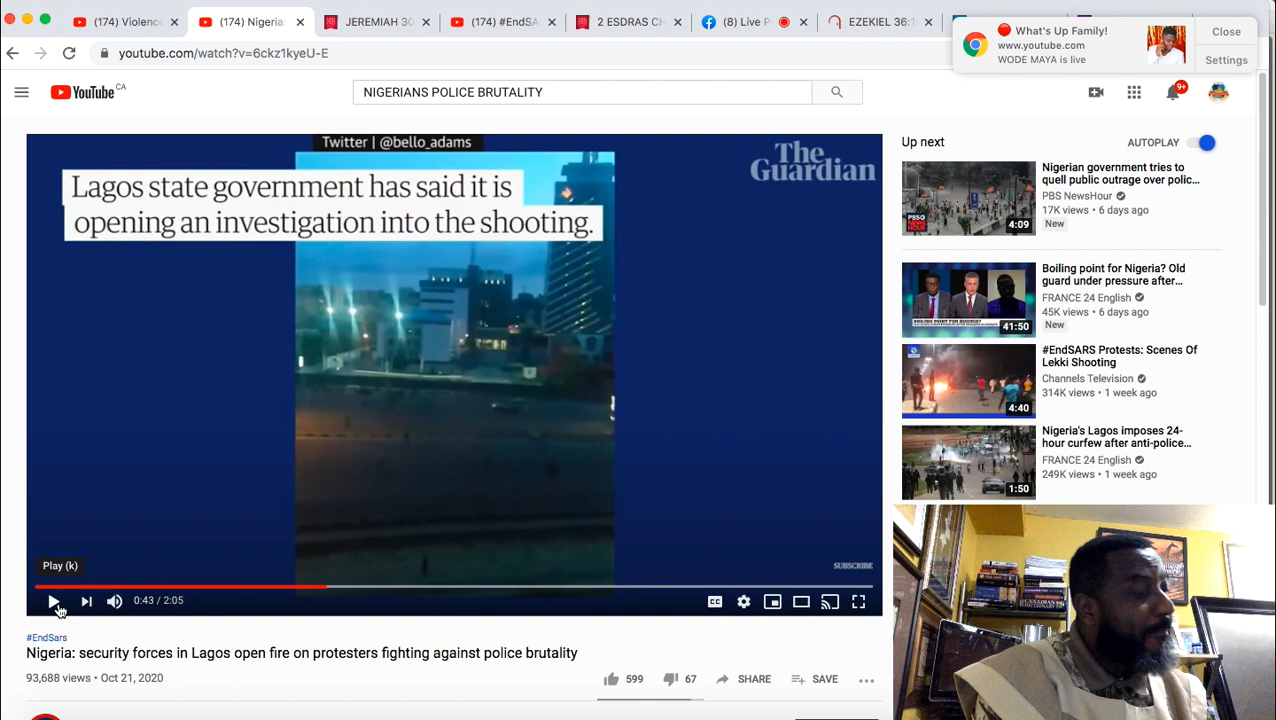 (174) Violence
(174) Nigeria:
JEREMIAH 30
(174) #EndSA
2 ESDRAS CH
(8) Live P
EZEKIEL 36:1
youtube.com/watch?v=6ckz1kyeU-E
What's Up Family!
www.youtube.com
WODE MAYA is live
Close
Settings
YouTube CA
NIGERIANS POLICE BRUTALITY
9+
Twitter | @bello_adams
The Guardian
Lagos state government has said it is
opening an investigation into the shooting.
Play (k)
SUBSCRIBE
0:43 / 2:05
#EndSars
Nigeria: security forces in Lagos open fire on protesters fighting against police brutality
93,688 views • Oct 21, 2020
599
67
SHARE
SAVE
Up next
AUTOPLAY
Nigerian government tries to
quell public outrage over polic...
PBS NewsHour
17K views • 6 days ago
New
4:09
Boiling point for Nigeria? Old
guard under pressure after...
FRANCE 24 English
45K views • 6 days ago
New
41:50
#EndSARS Protests: Scenes Of
Lekki Shooting
Channels Television
314K views • 1 week ago
4:40
Nigeria's Lagos imposes 24-
hour curfew after anti-police...
FRANCE 24 English
249K views • 1 week ago
1:50